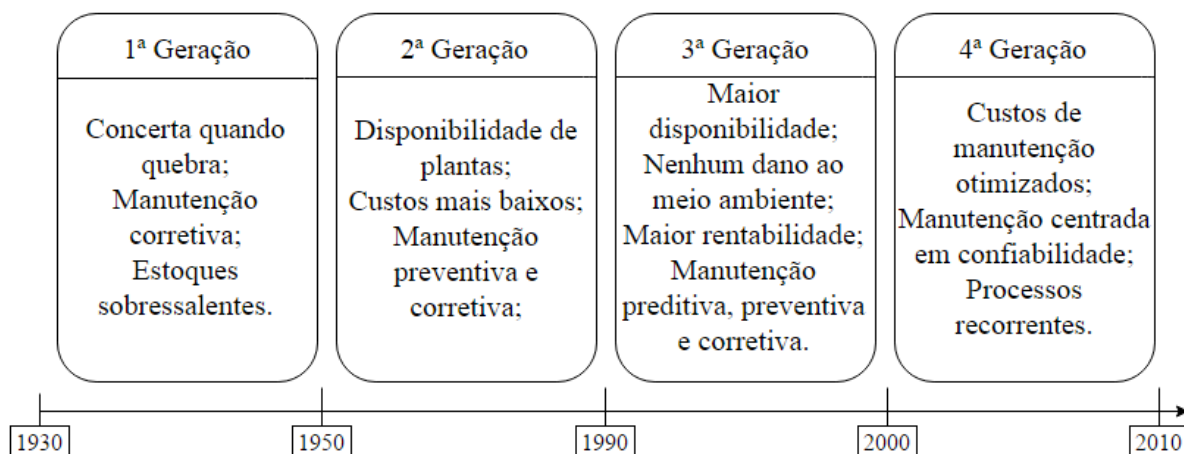 1ª Geração
Concerta quando
quebra;
Manutenção
corretiva;
Estoques
sobressalentes.
2ª Geração
Disponibilidade de
plantas;
Custos mais baixos;
Manutenção
preventiva e
corretiva;
3ª Geração
Maior
disponibilidade;
Nenhum dano ao
meio ambiente;
Maior rentabilidade;
Manutenção
preditiva, preventiva
e corretiva.
4ª Geração
Custos de
manutenção
otimizados;
Manutenção centrada
em confiabilidade;
Processos
recorrentes.
1930
1950
1990
2000
2010